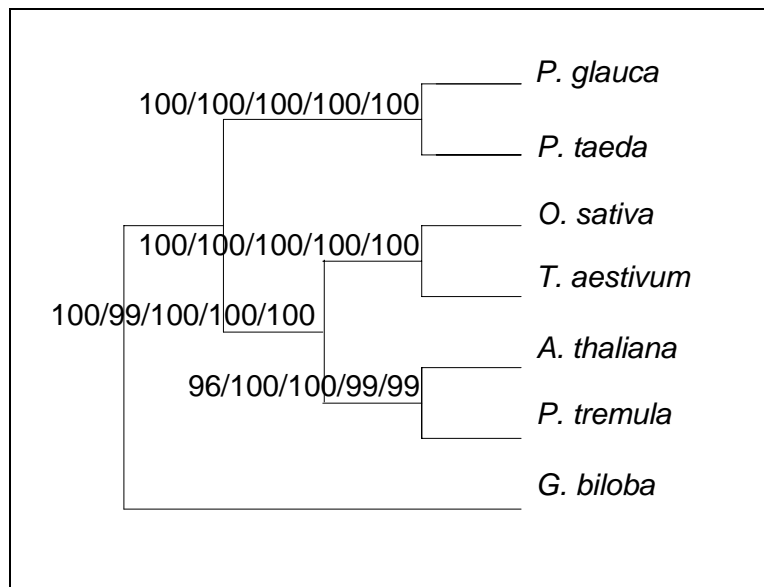 P. glauca
100/100/100/100/100
P. taeda
O. sativa
100/100/100/100/100
T. aestivum
100/99/100/100/100
A. thaliana
96/100/100/99/99
P. tremula
G. biloba